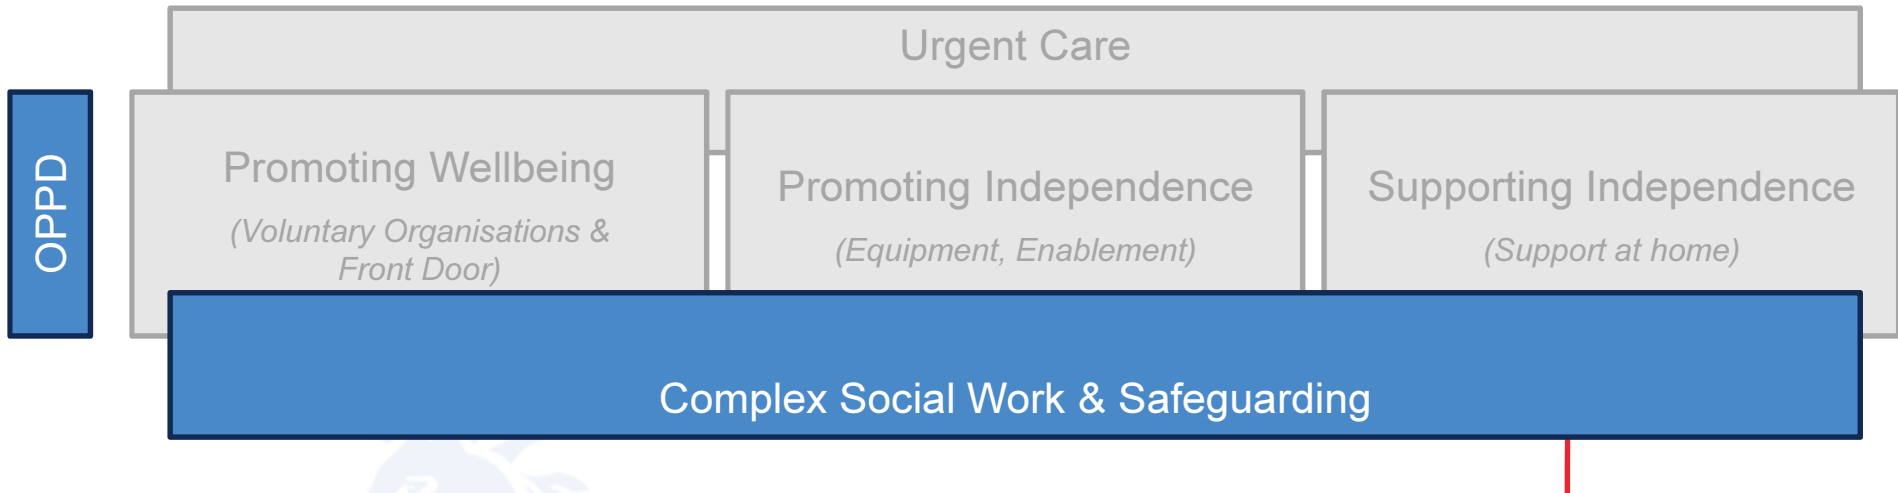 Urgent Care
OPPD
Promoting Wellbeing
(Voluntary Organisations &
Front Door)
Promoting Independence
(Equipment, Enablement)
Supporting Independence
(Support at home)
Complex Social Work & Safeguarding